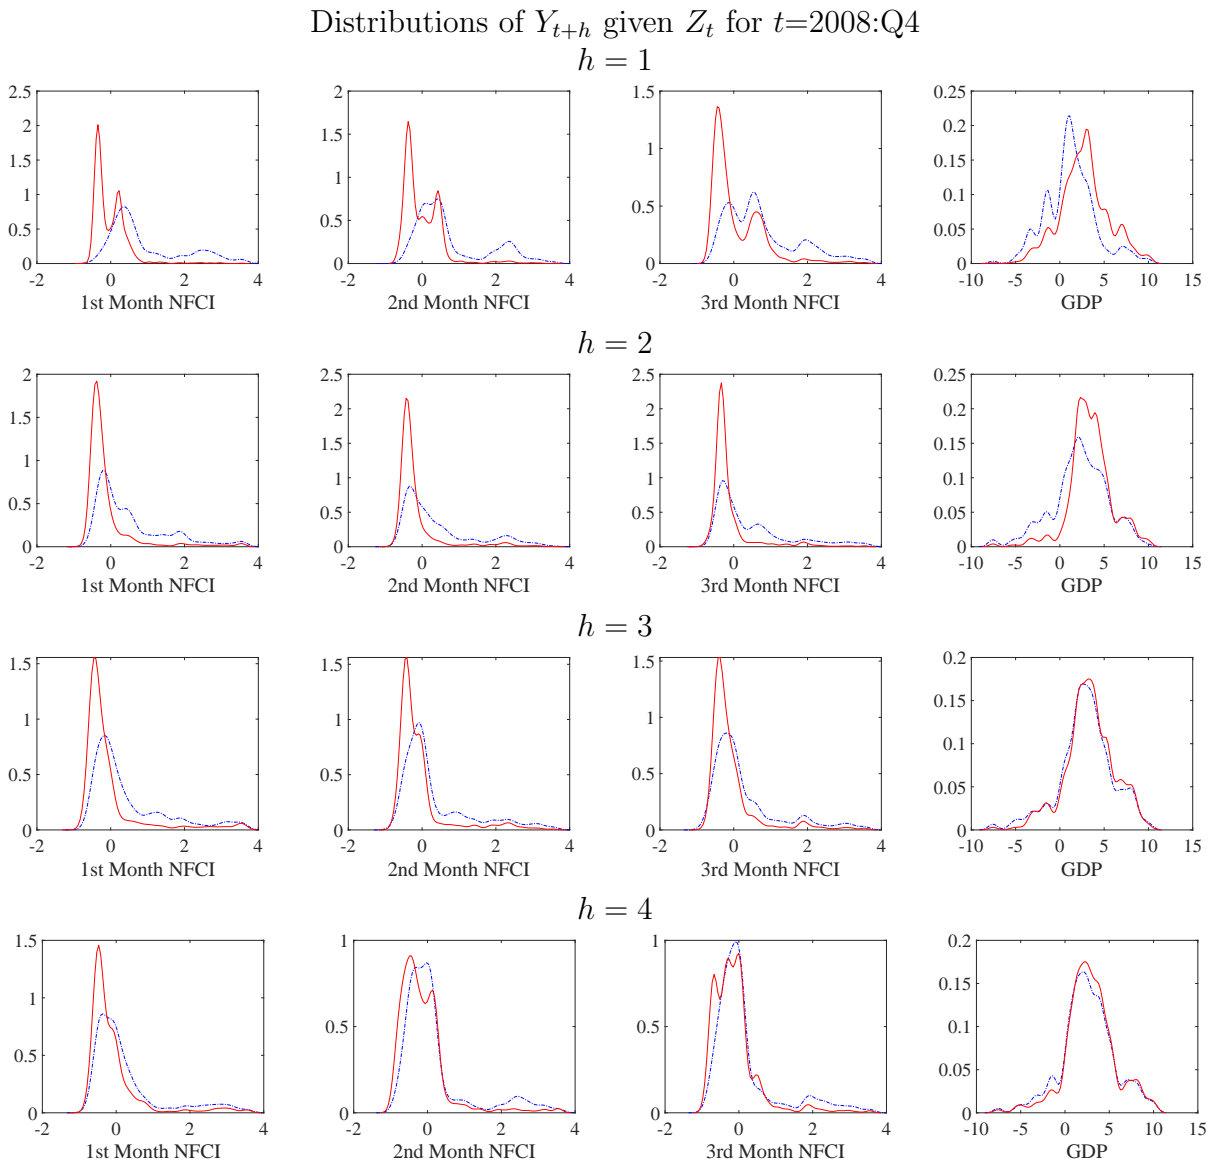 Distributions of Y_{t+h} given Z_t for t=2008:Q4
h = 1
2.5 2 1.5 1 0.5 0
-2 0 2 4
1st Month NFCI
2 1.5 1 0.5 0
-2 0 2 4
2nd Month NFCI
1.5 1 0.5 0
-2 0 2 4
3rd Month NFCI
0.25 0.2 0.15 0.1 0.05 0
-10 -5 0 5 10 15
GDP
h = 2
2 1.5 1 0.5 0
-2 0 2 4
1st Month NFCI
2.5 2 1.5 1 0.5 0
-2 0 2 4
2nd Month NFCI
2.5 2 1.5 1 0.5 0
-2 0 2 4
3rd Month NFCI
0.25 0.2 0.15 0.1 0.05 0
-10 -5 0 5 10 15
GDP
h = 3
1.5 1 0.5 0
-2 0 2 4
1st Month NFCI
1.5 1 0.5 0
-2 0 2 4
2nd Month NFCI
1.5 1 0.5 0
-2 0 2 4
3rd Month NFCI
0.2 0.15 0.1 0.05 0
-10 -5 0 5 10 15
GDP
h = 4
1.5 1 0.5 0
-2 0 2 4
1st Month NFCI
1 0.5 0
-2 0 2 4
2nd Month NFCI
1 0.5 0
-2 0 2 4
3rd Month NFCI
0.2 0.15 0.1 0.05 0
-10 -5 0 5 10 15
GDP